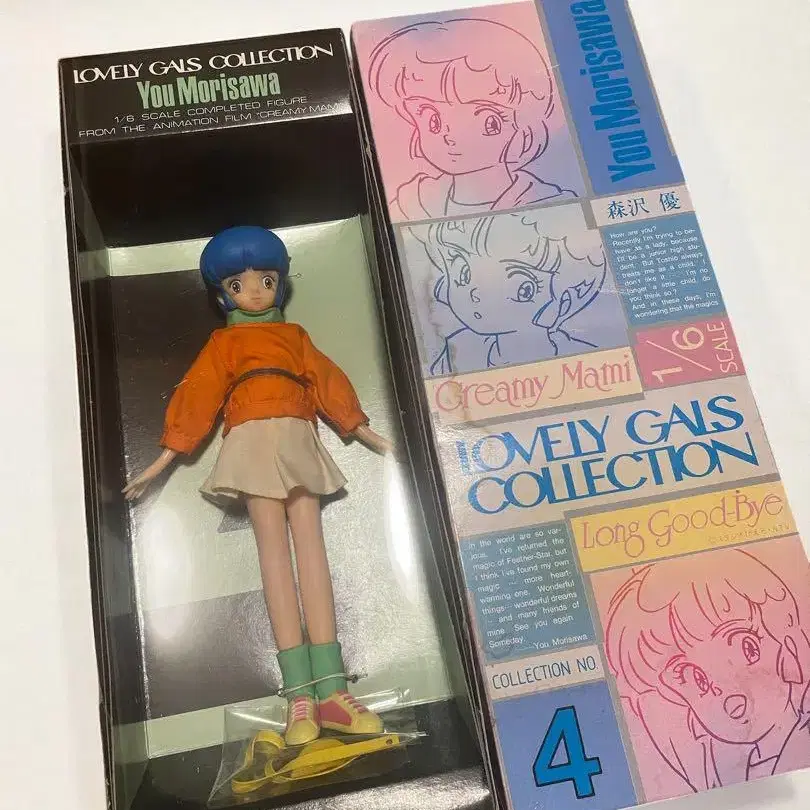 LOVELY GALS COLLECTION
You Morisawa
1/6 SCALE COMPLETED FIGURE
FROM THE ANIMATION FILM "CREAMY MAMI
You Morisawa
森沢 優
How are you?
Recently I'm trying to be-
have as a lady, because
I'll be a junior high stu-
dent. But Toshio always
treats me as a child. I
don't like it — I'm no
longer a little child, do
you think so?
And in these days, I'm
wondering that the magics
1/6
SCALE
Creamy Mami
LOVELY GALS
COLLECTION
Long Good-Bye
in the world are so var-
ious. I've returned the
magic of Feather-Star, but
I think I've found my own
magic — more heart-
warming one. Wonderful
things — wonderful dreams
— and many friends of
mine. See you again
Someday.
—You Morisawa
COLLECTION NO.
4